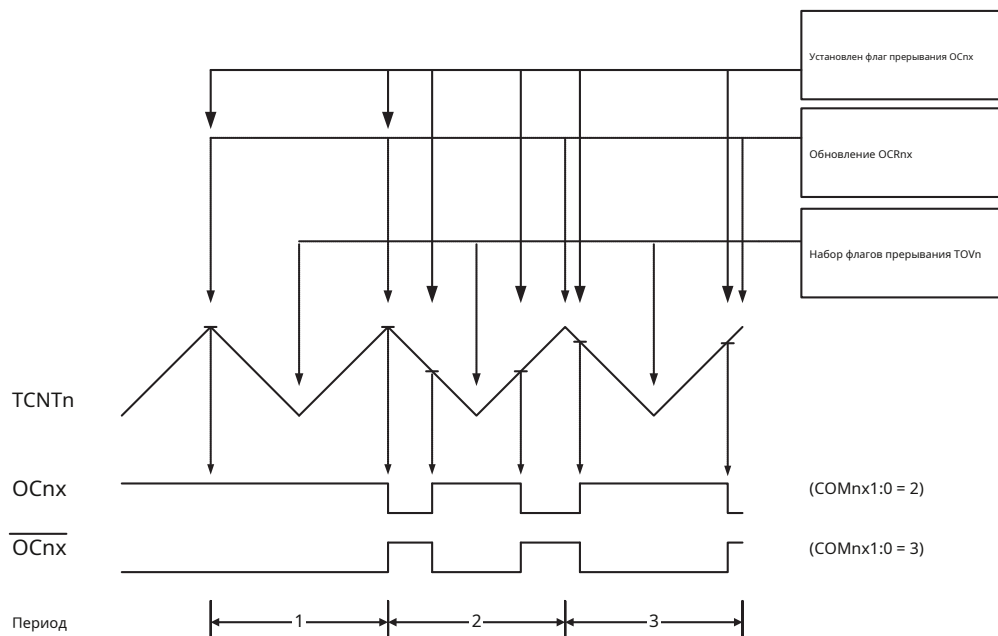 Установлен флаг прерывания OCnx
Обновление OCRnx
Набор флагов прерывания TOVn
TCNTn
OCnx
(COMnx1:0 = 2)
OCnx
(COMnx1:0 = 3)
Период
1
2
3